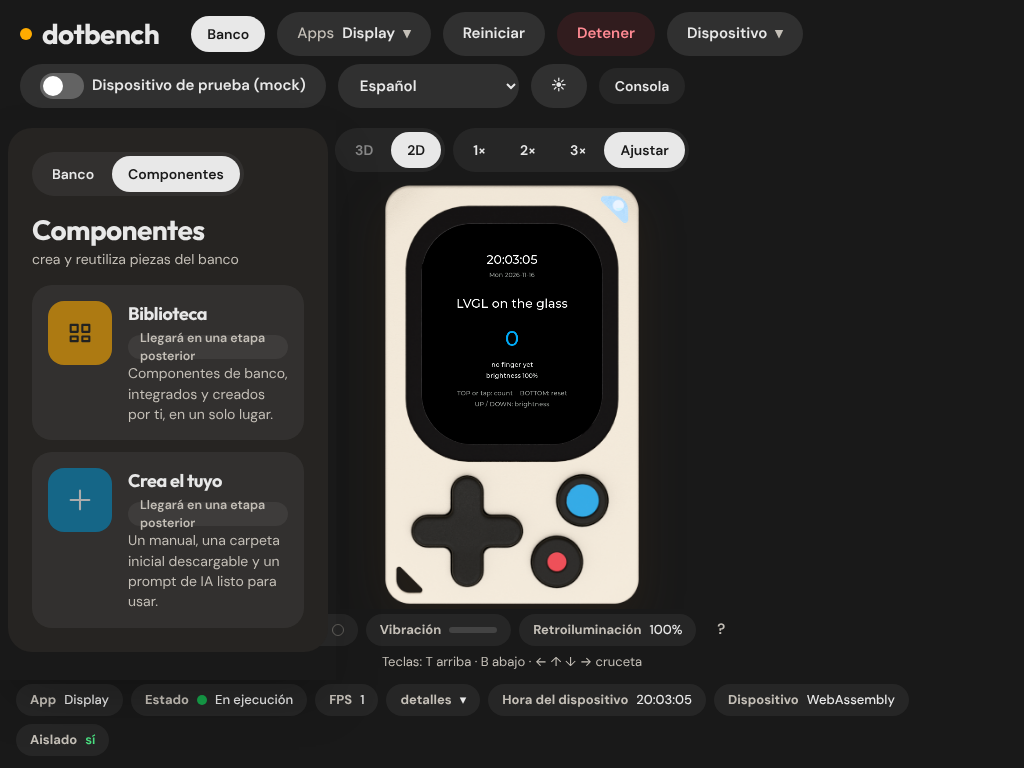 dotbench
Banco
Apps Display ▾
Reiniciar
Detener
Dispositivo ▾
Dispositivo de prueba (mock)
Español
Consola
Banco
Componentes
3D
2D
1×
2×
3×
Ajustar
Componentes
crea y reutiliza piezas del banco
Biblioteca
Llegará en una etapa
posterior
Componentes de banco,
integrados y creados
por ti, en un solo lugar.
Crea el tuyo
Llegará en una etapa
posterior
Un manual, una carpeta
inicial descargable y un
prompt de IA listo para
usar.
20:03:05
Mon 2026 11 16
LVGL on the glass
0
no finger yet
brightness 100%
TOP or tap: count BOTTOM: reset
UP / DOWN: brightness
Vibración
Retroiluminación 100%
?
Teclas: T arriba · B abajo · ← ↑ ↓ → cruceta
App Display
Estado En ejecución
FPS 1
detalles ▾
Hora del dispositivo 20:03:05
Dispositivo WebAssembly
Aislado sí